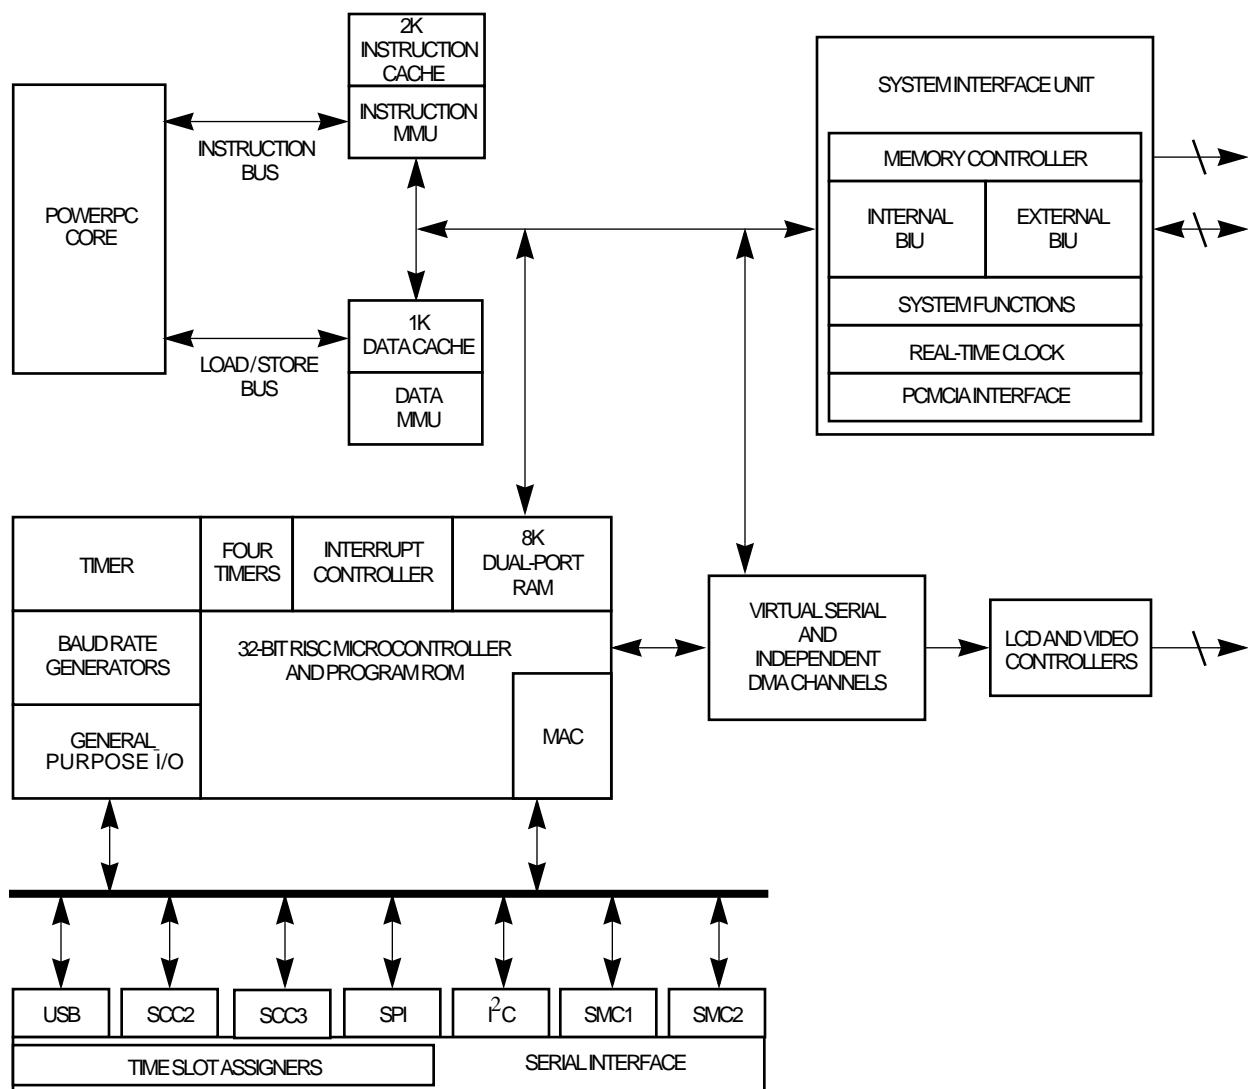 2K
INSTRUCTION
CACHE
INSTRUCTION
MMU
INSTRUCTION
BUS
POWERPC
CORE
1K
DATA CACHE
LOAD/STORE
BUS
DATA
MMU
SYSTEM INTERFACE UNIT
MEMORY CONTROLLER
INTERNAL
BIU
EXTERNAL
BIU
SYSTEM FUNCTIONS
REAL-TIME CLOCK
PCMCIA INTERFACE
TIMER
FOUR
TIMERS
INTERRUPT
CONTROLLER
8K
DUAL-PORT
RAM
BAUD RATE
GENERATORS
32-BIT RISC MICROCONTROLLER
AND PROGRAM ROM
GENERAL
PURPOSE I/O
MAC
VIRTUAL SERIAL
AND
INDEPENDENT
DMA CHANNELS
LCD AND VIDEO
CONTROLLERS
USB
SCC2
SCC3
SPI
I²C
SMC1
SMC2
TIME SLOT ASSIGNERS
SERIAL INTERFACE